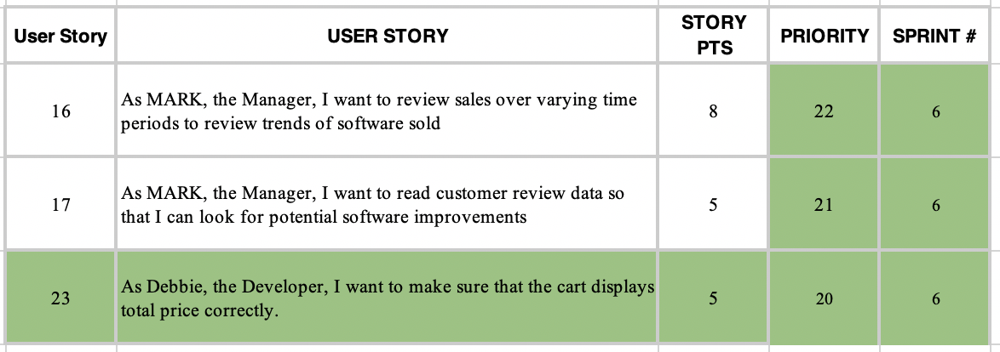 User Story USER STORY STORY PTS PRIORITY SPRINT #
16 As MARK, the Manager, I want to review sales over varying time 8 22 6
periods to review trends of software sold
17 As MARK, the Manager, I want to read customer review data so 5 21 6
that I can look for potential software improvements
23 As Debbie, the Developer, I want to make sure that the cart displays 5 20 6
total price correctly.